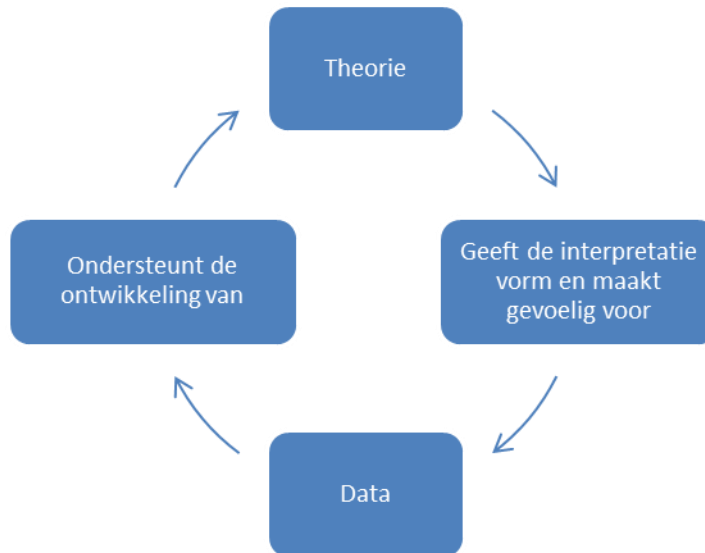 Theorie
Geeft de interpretatie
vorm en maakt
gevoelig voor
Data
Ondersteunt de
ontwikkeling van